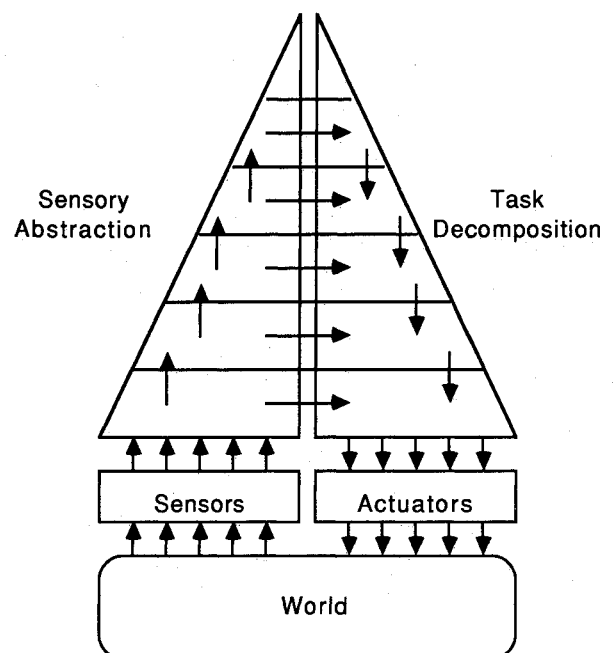 Sensory
Abstraction
Task
Decomposition
Sensors
Actuators
World